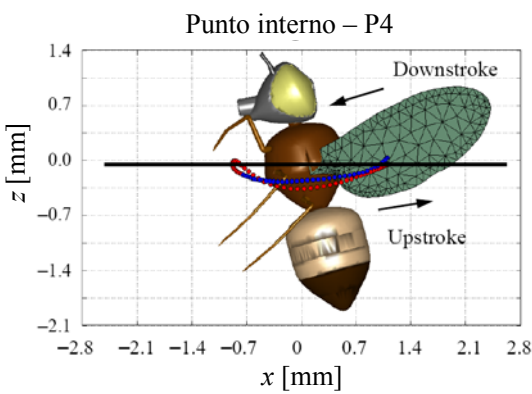 Punto interno – P4
1.4
0.7
0.0
−0.7
−1.4
−2.1
z [mm]
Downstroke
Upstroke
−2.8 −2.1 −1.4 −0.7 0 0.7 1.4 2.1 2.8
x [mm]